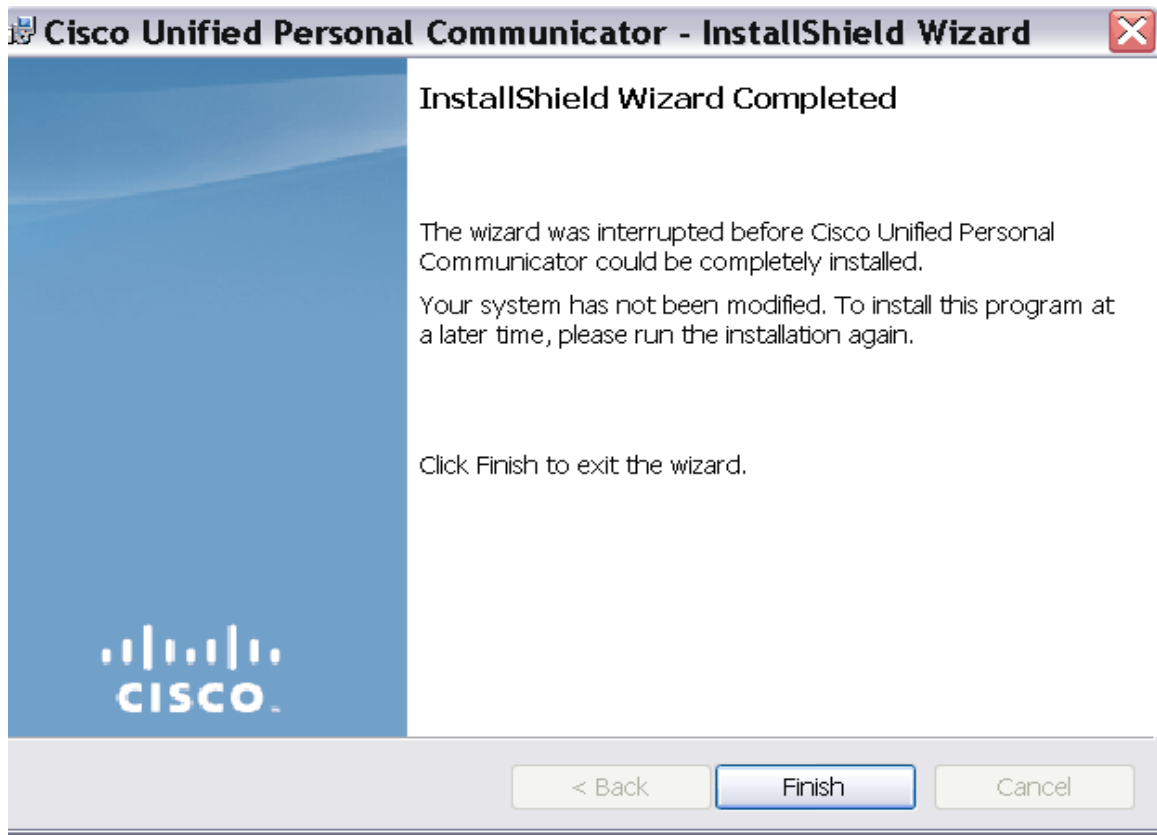 Cisco Unified Personal Communicator - InstallShield Wizard
InstallShield Wizard Completed
The wizard was interrupted before Cisco Unified Personal
Communicator could be completely installed.
Your system has not been modified. To install this program at
a later time, please run the installation again.
Click Finish to exit the wizard.
CISCO
< Back
Finish
Cancel